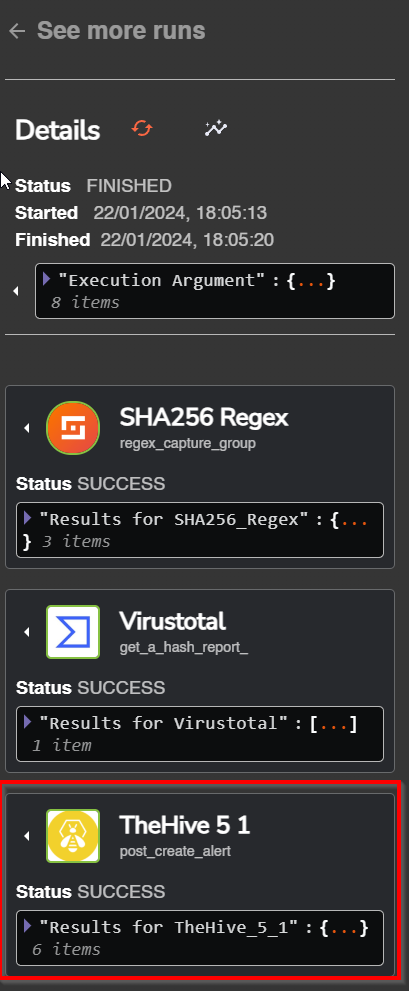 ← See more runs
Details
Status FINISHED
Started 22/01/2024, 18:05:13
Finished 22/01/2024, 18:05:20
"Execution Argument" : {...}
8 items
SHA256 Regex
regex_capture_group
Status SUCCESS
"Results for SHA256_Regex" : {...
} 3 items
Virustotal
get_a_hash_report_
Status SUCCESS
"Results for Virustotal" : [...]
1 item
TheHive 5 1
post_create_alert
Status SUCCESS
"Results for TheHive_5_1" : {...}
6 items